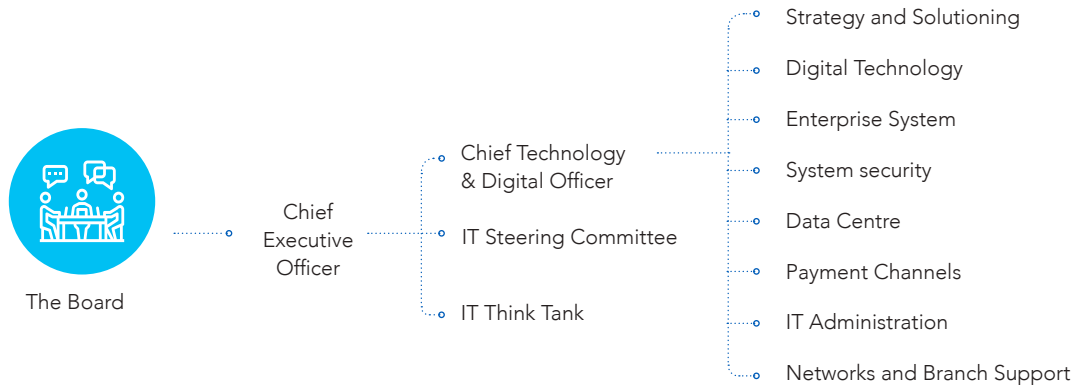 The Board
Chief
Executive
Officer
Chief Technology
& Digital Officer
IT Steering Committee
IT Think Tank
Strategy and Solutioning
Digital Technology
Enterprise System
System security
Data Centre
Payment Channels
IT Administration
Networks and Branch Support